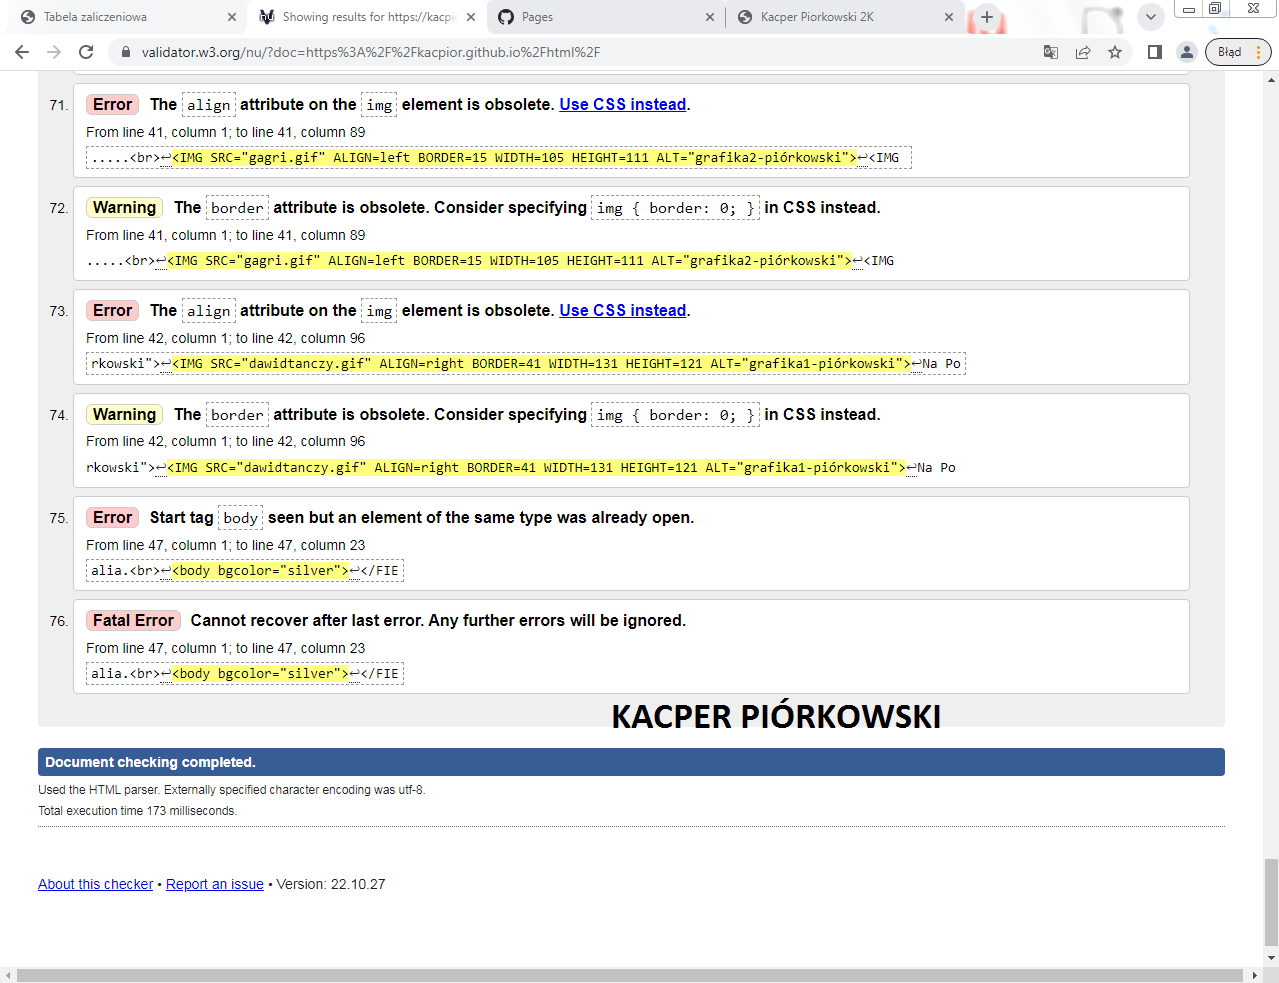 Tabela zaliczeniowa
Showing results for https://kacpio
Pages
Kacper Piorkowski 2K
validator.w3.org/nu/?doc=https%3A%2F%2Fkacpior.github.io%2Fhtml%2F
Błąd
71. Error The align attribute on the img element is obsolete. Use CSS instead.
From line 41, column 1; to line 41, column 89
.....<br>↩<IMG SRC="gagri.gif" ALIGN=left BORDER=15 WIDTH=105 HEIGHT=111 ALT="grafika2-piórkowski">↩<IMG
72. Warning The border attribute is obsolete. Consider specifying img { border: 0; } in CSS instead.
From line 41, column 1; to line 41, column 89
.....<br>↩<IMG SRC="gagri.gif" ALIGN=left BORDER=15 WIDTH=105 HEIGHT=111 ALT="grafika2-piórkowski">↩<IMG
73. Error The align attribute on the img element is obsolete. Use CSS instead.
From line 42, column 1; to line 42, column 96
rkowski">↩<IMG SRC="dawidtanczy.gif" ALIGN=right BORDER=41 WIDTH=131 HEIGHT=121 ALT="grafika1-piórkowski">↩Na Po
74. Warning The border attribute is obsolete. Consider specifying img { border: 0; } in CSS instead.
From line 42, column 1; to line 42, column 96
rkowski">↩<IMG SRC="dawidtanczy.gif" ALIGN=right BORDER=41 WIDTH=131 HEIGHT=121 ALT="grafika1-piórkowski">↩Na Po
75. Error Start tag body seen but an element of the same type was already open.
From line 47, column 1; to line 47, column 23
alia.<br>↩<body bgcolor="silver">↩</FIE
76. Fatal Error Cannot recover after last error. Any further errors will be ignored.
From line 47, column 1; to line 47, column 23
alia.<br>↩<body bgcolor="silver">↩</FIE
KACPER PIÓRKOWSKI
Document checking completed.
Used the HTML parser. Externally specified character encoding was utf-8.
Total execution time 173 milliseconds.
About this checker • Report an issue • Version: 22.10.27